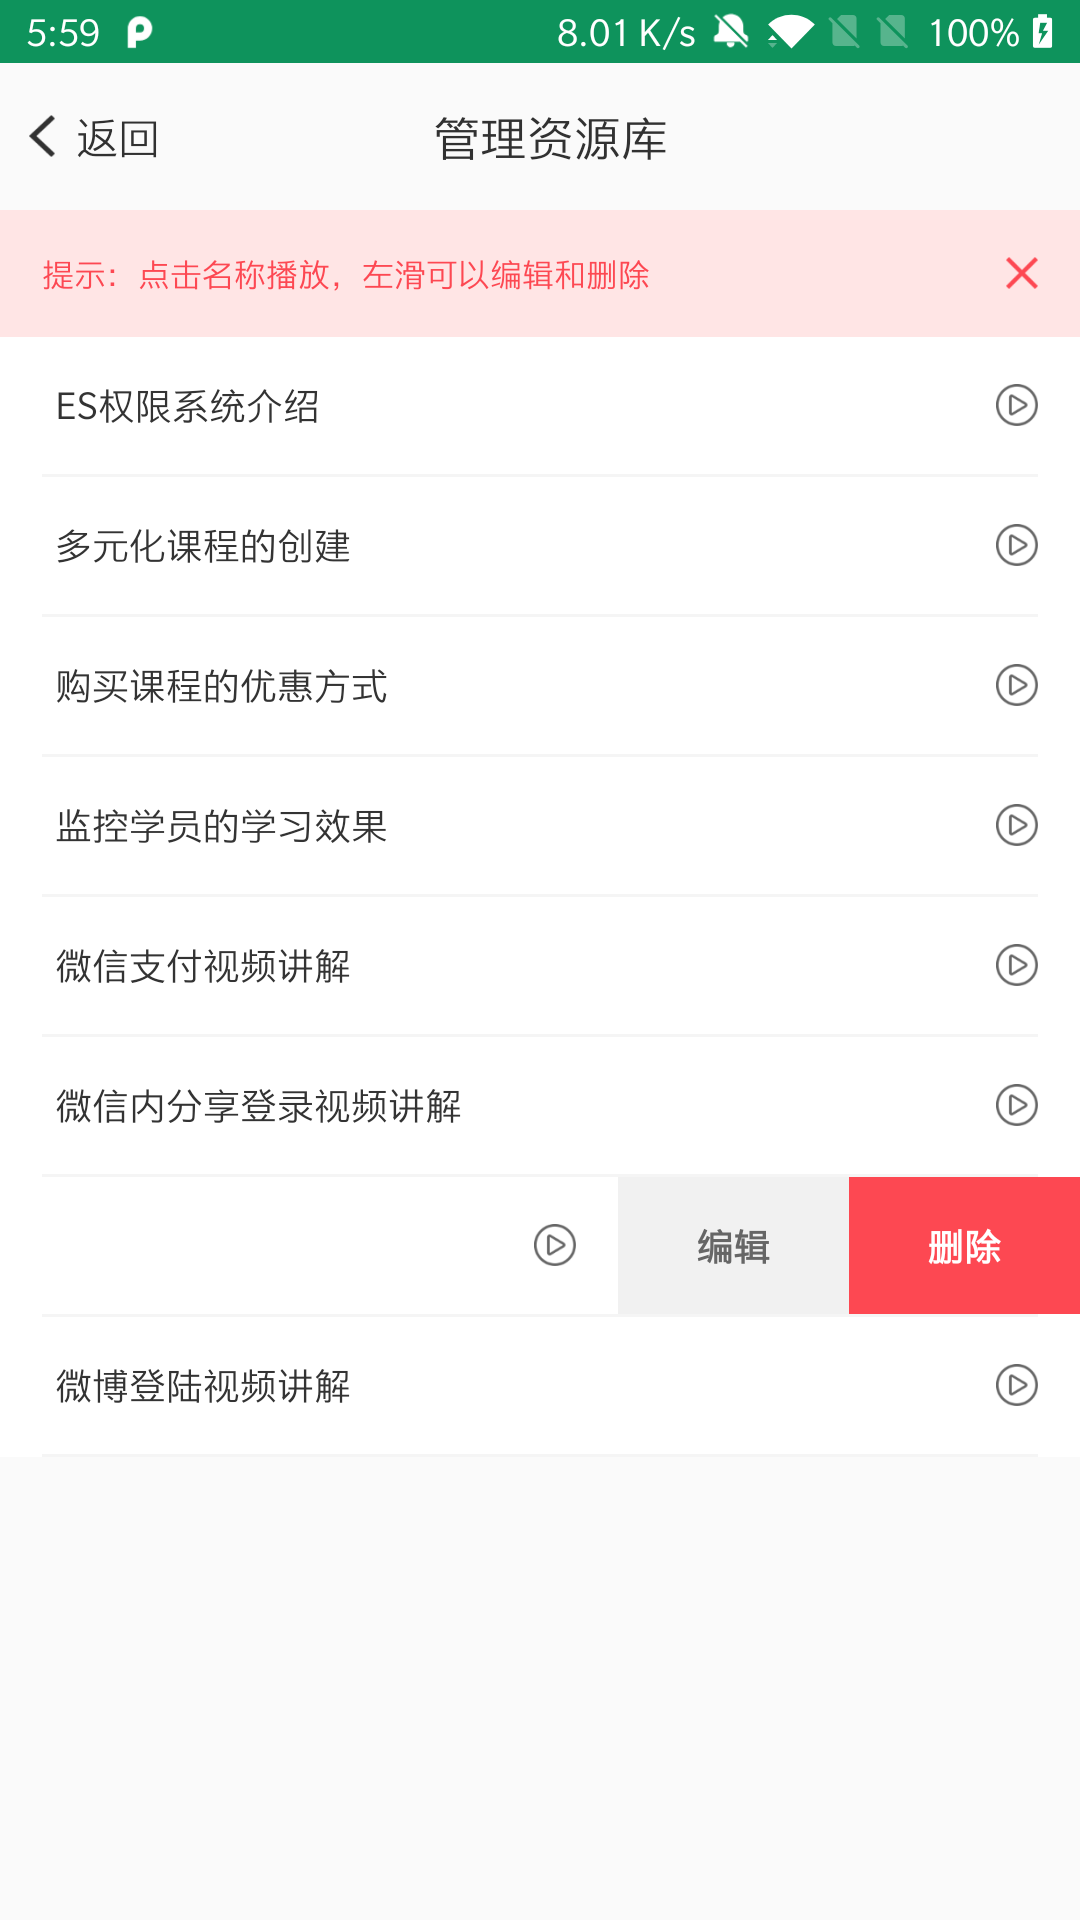 5:59 8.01 K/s 100%
返回 管理资源库
提示：点击名称播放，左滑可以编辑和删除
ES权限系统介绍
多元化课程的创建
购买课程的优惠方式
监控学员的学习效果
微信支付视频讲解
微信内分享登录视频讲解
编辑 删除
微博登陆视频讲解